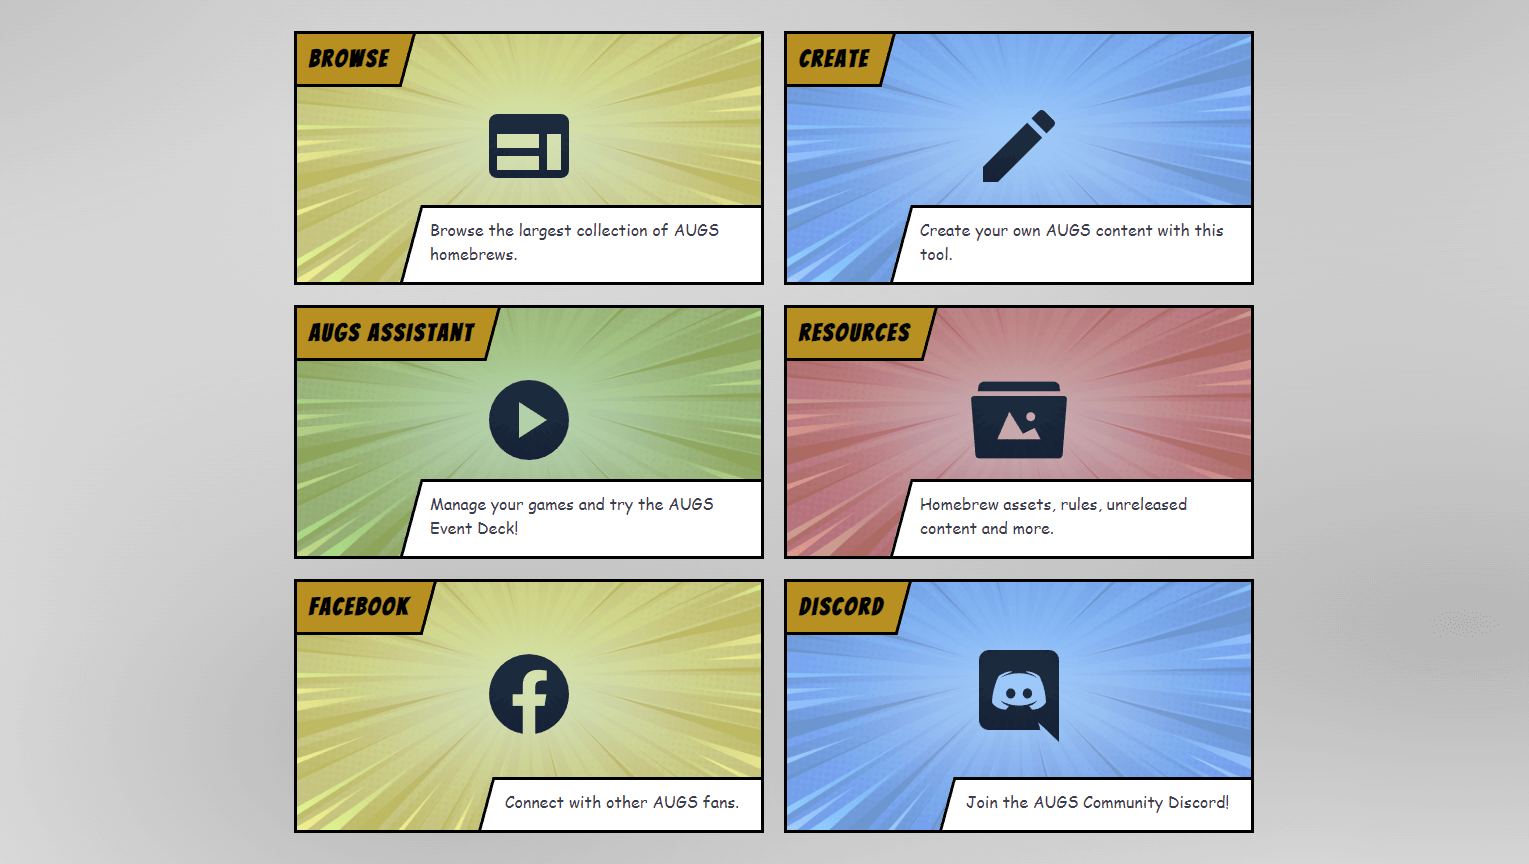 BROWSE
Browse the largest collection of AUGS
homebrews.
CREATE
Create your own AUGS content with this
tool.
AUGS ASSISTANT
Manage your games and try the AUGS
Event Deck!
RESOURCES
Homebrew assets, rules, unreleased
content and more.
FACEBOOK
Connect with other AUGS fans.
DISCORD
Join the AUGS Community Discord!